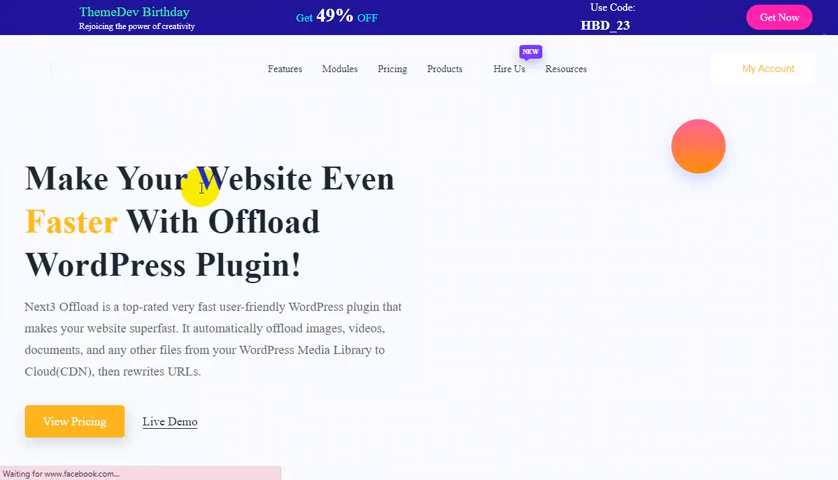 ThemeDev Birthday
Rejoicing the power of creativity
Get 49% OFF
Use Code:
HBD_23
Get Now
NEW
Features Modules Pricing Products Hire Us Resources My Account
Make Your Website Even
Faster With Offload
WordPress Plugin!
Next3 Offload is a top-rated very fast user-friendly WordPress plugin that
makes your website superfast. It automatically offload images, videos,
documents, and any other files from your WordPress Media Library to
Cloud(CDN), then rewrites URLs.
View Pricing Live Demo
Waiting for www.facebook.com...